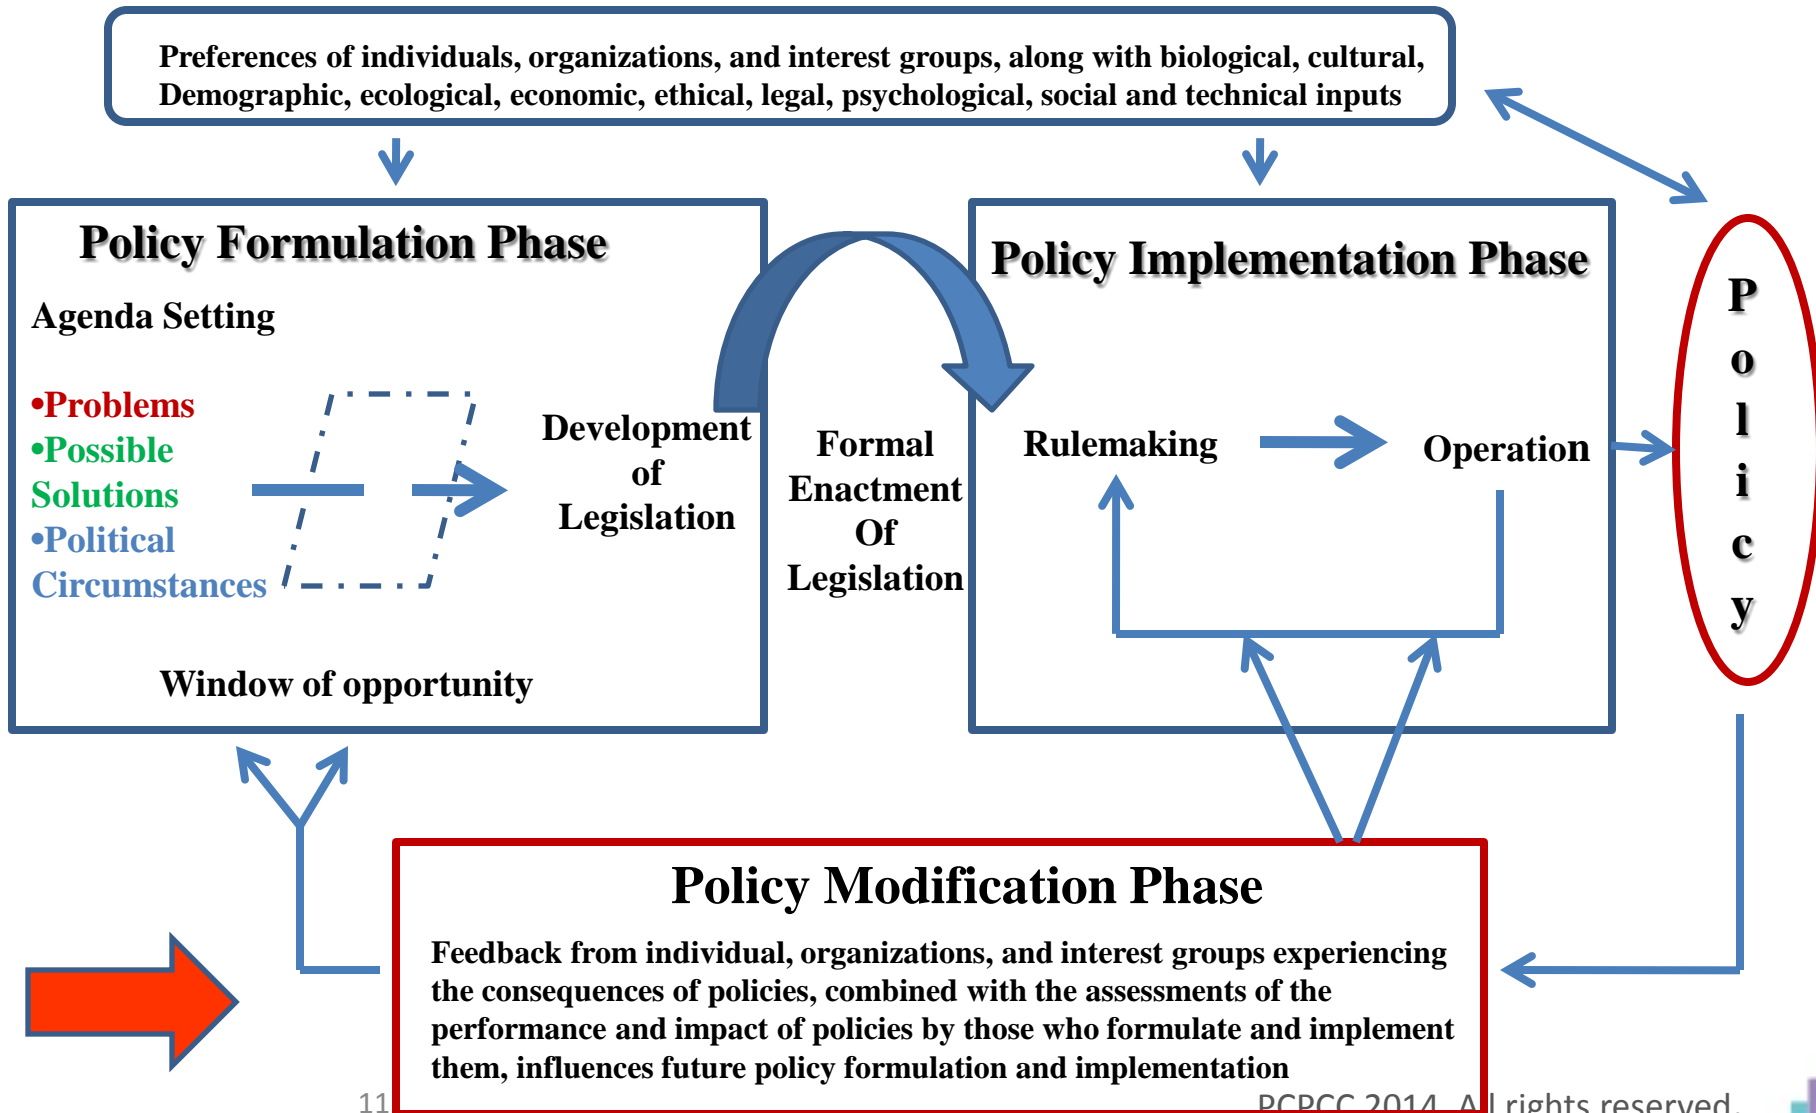 Preferences of individuals, organizations, and interest groups, along with biological, cultural,
Demographic, ecological, economic, ethical, legal, psychological, social and technical inputs
Policy Formulation Phase
Agenda Setting
•Problems
•Possible
Solutions
•Political
Circumstances
Development
of
Legislation
Window of opportunity
Formal
Enactment
Of
Legislation
Policy Implementation Phase
Rulemaking
Operation
P
o
l
i
c
y
Policy Modification Phase
Feedback from individual, organizations, and interest groups experiencing
the consequences of policies, combined with the assessments of the
performance and impact of policies by those who formulate and implement
them, influences future policy formulation and implementation
11
PCPCC 2014. All rights reserved.